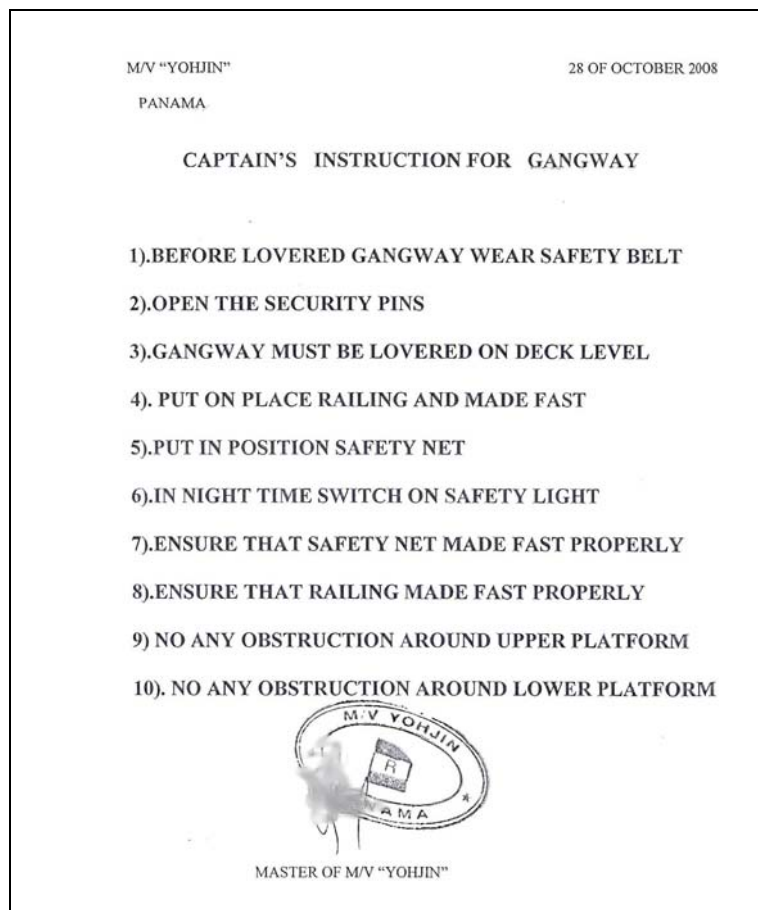 M/V “YOHJIN” 28 OF OCTOBER 2008
PANAMA
CAPTAIN’S INSTRUCTION FOR GANGWAY
1).BEFORE LOVERED GANGWAY WEAR SAFETY BELT
2).OPEN THE SECURITY PINS
3).GANGWAY MUST BE LOVERED ON DECK LEVEL
4). PUT ON PLACE RAILING AND MADE FAST
5).PUT IN POSITION SAFETY NET
6).IN NIGHT TIME SWITCH ON SAFETY LIGHT
7).ENSURE THAT SAFETY NET MADE FAST PROPERLY
8).ENSURE THAT RAILING MADE FAST PROPERLY
9) NO ANY OBSTRUCTION AROUND UPPER PLATFORM
10). NO ANY OBSTRUCTION AROUND LOWER PLATFORM
M/V YOHJIN
R
MASTER OF M/V “YOHJIN”